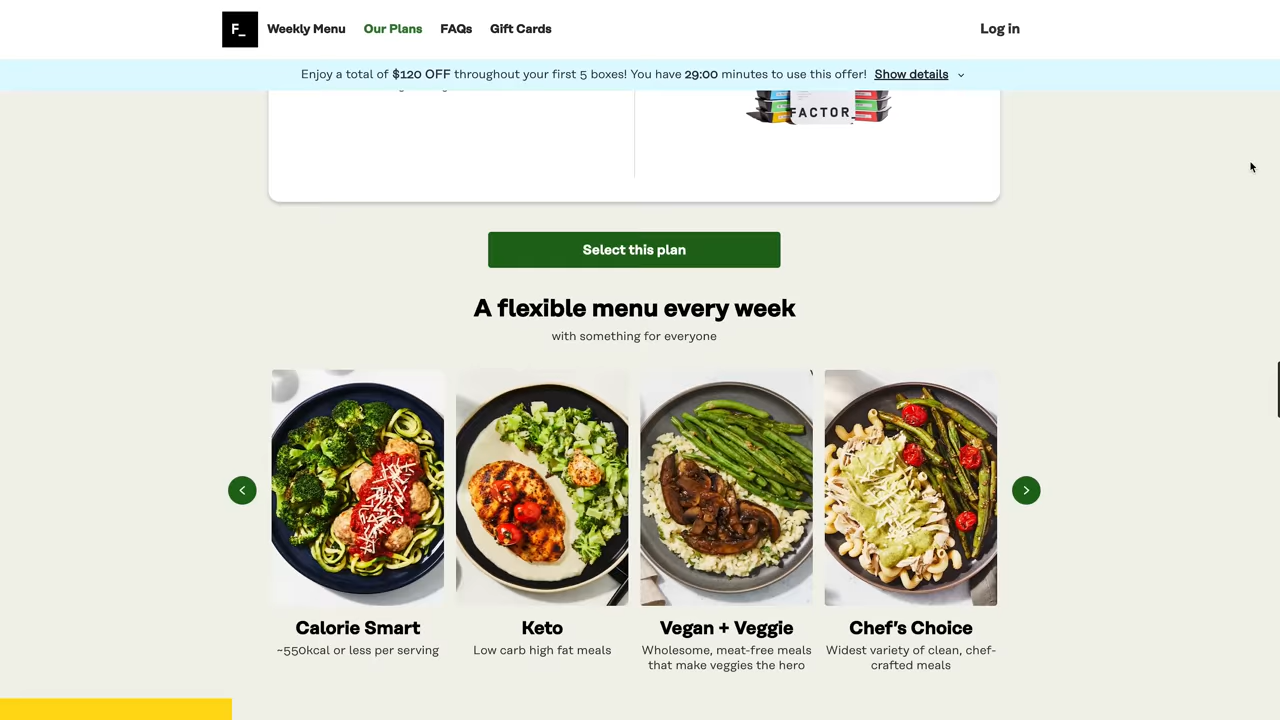 F_
Weekly Menu
Our Plans
FAQs
Gift Cards
Log in
Enjoy a total of $120 OFF throughout your first 5 boxes! You have 29:00 minutes to use this offer! Show details
FACTOR_
Select this plan
A flexible menu every week
with something for everyone
Calorie Smart
~550kcal or less per serving
Keto
Low carb high fat meals
Vegan + Veggie
Wholesome, meat-free meals
that make veggies the hero
Chef's Choice
Widest variety of clean, chef-
crafted meals